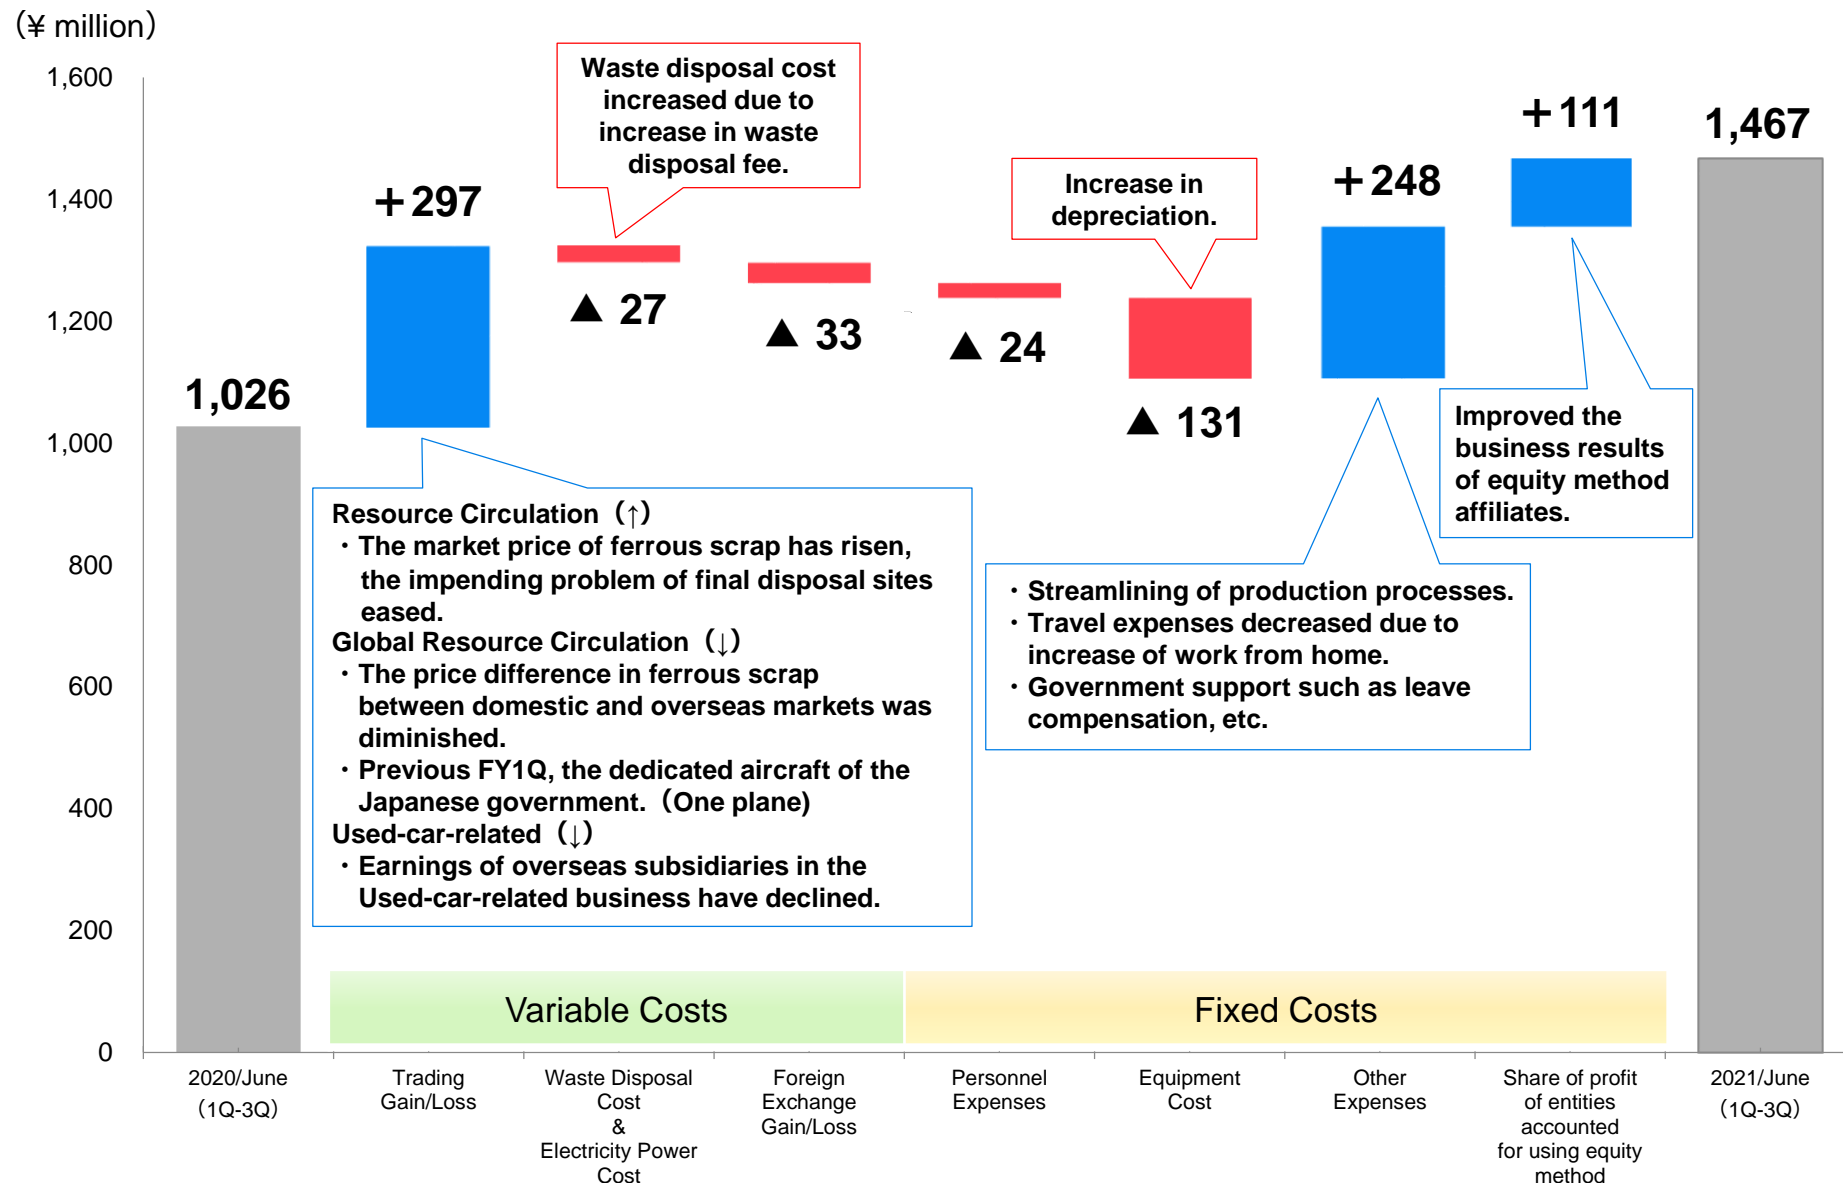 （¥ million）
1,600
1,400
1,200
1,000
800
600
400
200
0
1,026
＋297
▲ 27
▲ 33
▲ 24
▲ 131
＋248
＋111
1,467
Waste disposal cost
increased due to
increase in waste
disposal fee.
Increase in
depreciation.
Improved the
business results
of equity method
affiliates.
Resource Circulation（↑）
・The market price of ferrous scrap has risen,
the impending problem of final disposal sites
eased.
Global Resource Circulation（↓）
・The price difference in ferrous scrap
between domestic and overseas markets was
diminished.
・Previous FY1Q, the dedicated aircraft of the
Japanese government.（One plane)
Used-car-related（↓）
・Earnings of overseas subsidiaries in the
Used-car-related business have declined.
・Streamlining of production processes.
・Travel expenses decreased due to
increase of work from home.
・Government support such as leave
compensation, etc.
Variable Costs
Fixed Costs
2020/June
（1Q-3Q）
Trading
Gain/Loss
Waste Disposal
Cost
&
Electricity Power
Cost
Foreign
Exchange
Gain/Loss
Personnel
Expenses
Equipment
Cost
Other
Expenses
Share of profit
of entities
accounted
for using equity
method
2021/June
（1Q-3Q）